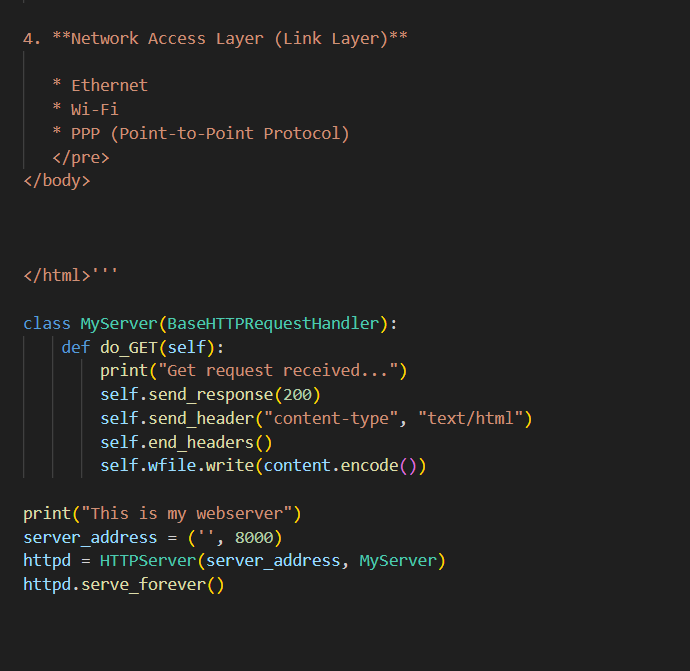 4. **Network Access Layer (Link Layer)**
* Ethernet
* Wi-Fi
* PPP (Point-to-Point Protocol)
</pre>
</body>
</html>'''
class MyServer(BaseHTTPRequestHandler):
def do_GET(self):
print("Get request received...")
self.send_response(200)
self.send_header("content-type", "text/html")
self.end_headers()
self.wfile.write(content.encode())
print("This is my webserver")
server_address = ('', 8000)
httpd = HTTPServer(server_address, MyServer)
httpd.serve_forever()